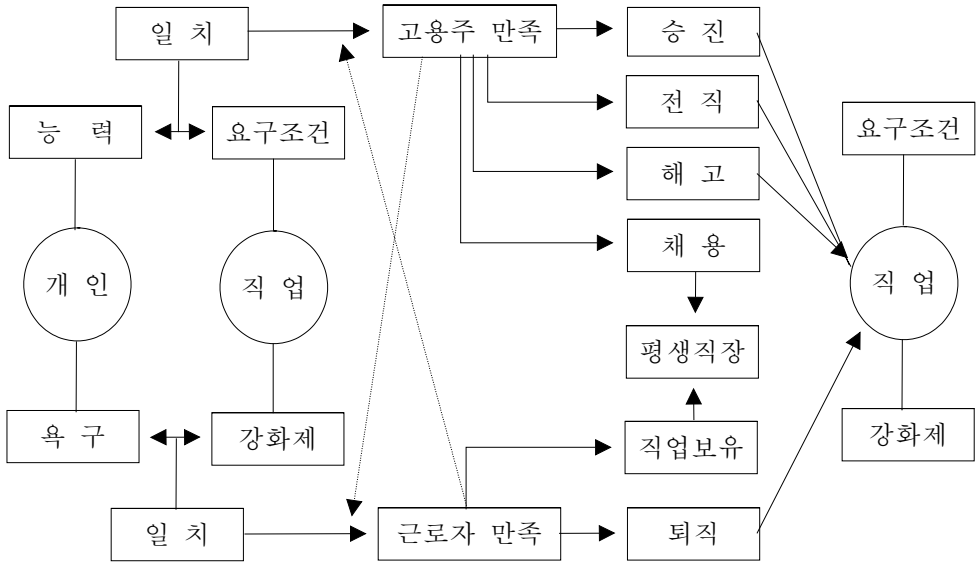 일 치
고용주 만족
승 진
전 직
능 력
요구조건
요구조건
해 고
채 용
개 인
직 업
직 업
평생직장
욕 구
강화제
직업보유
강화제
일 치
근로자 만족
퇴직